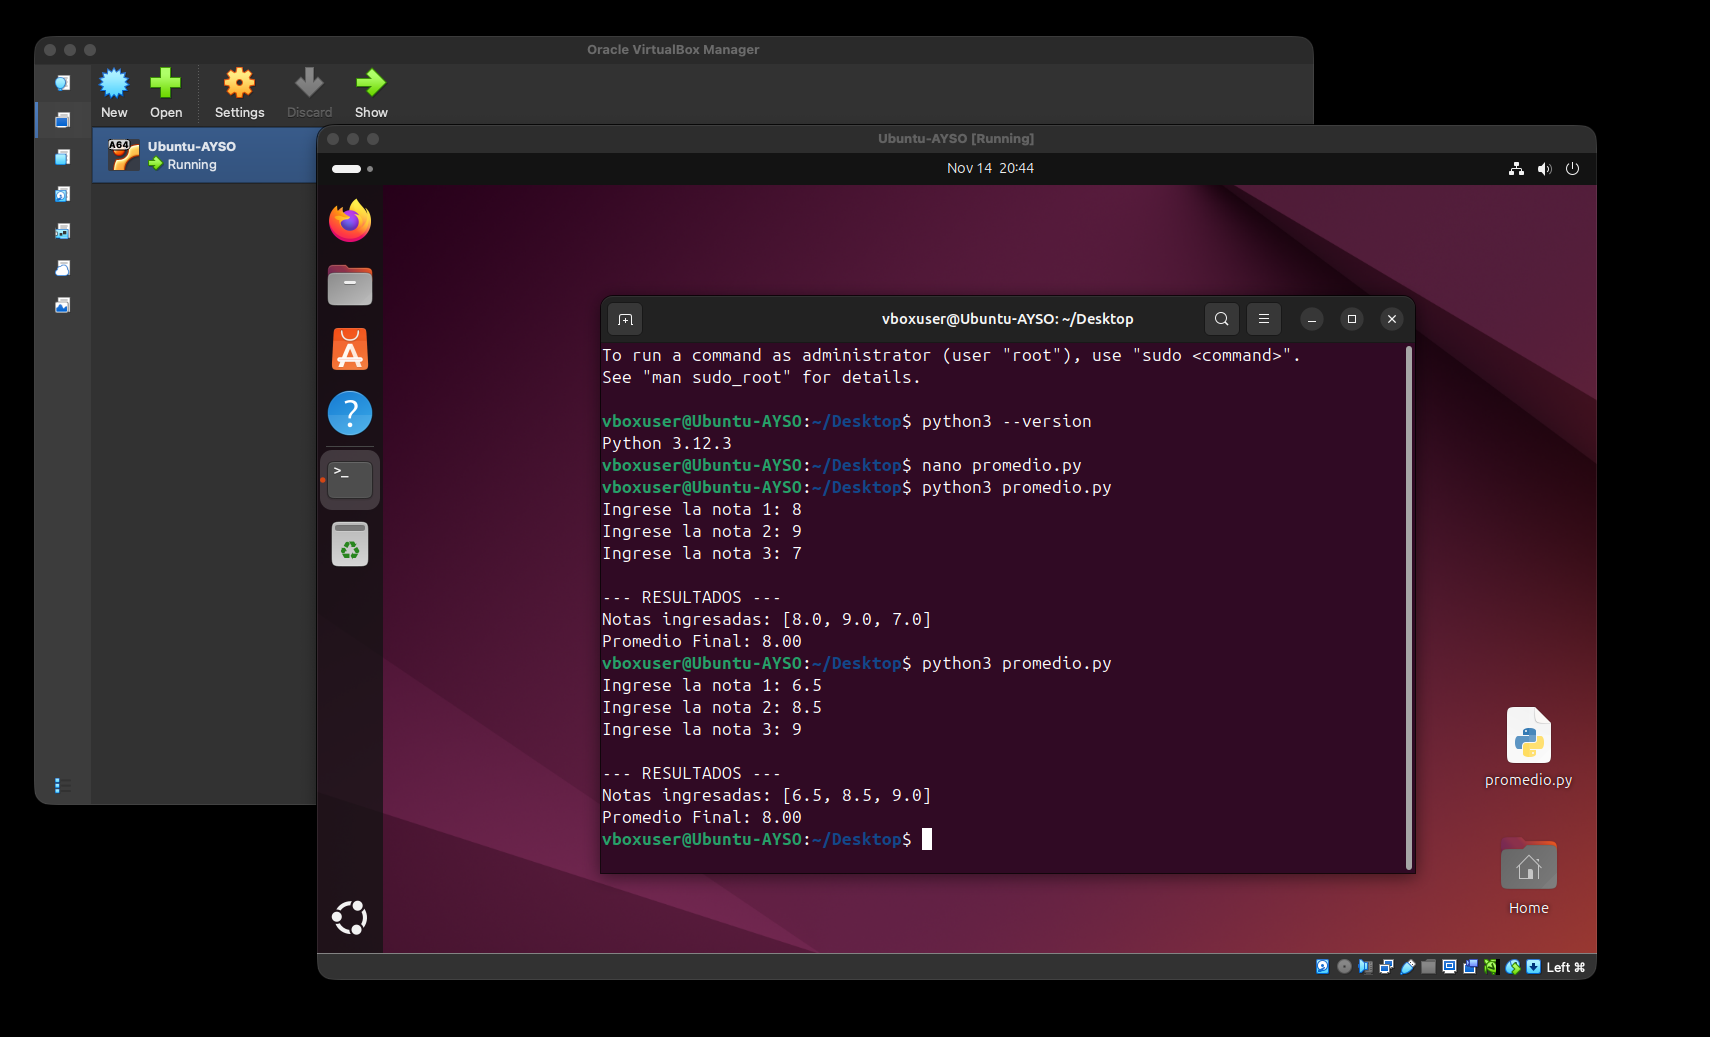 Oracle VirtualBox Manager
New Open Settings Discard Show
A64
Ubuntu-AYSO
Running
Ubuntu-AYSO [Running]
Nov 14 20:44
vboxuser@Ubuntu-AYSO: ~/Desktop
To run a command as administrator (user "root"), use "sudo <command>".
See "man sudo_root" for details.
vboxuser@Ubuntu-AYSO:~/Desktop$ python3 --version
Python 3.12.3
vboxuser@Ubuntu-AYSO:~/Desktop$ nano promedio.py
vboxuser@Ubuntu-AYSO:~/Desktop$ python3 promedio.py
Ingrese la nota 1: 8
Ingrese la nota 2: 9
Ingrese la nota 3: 7
--- RESULTADOS ---
Notas ingresadas: [8.0, 9.0, 7.0]
Promedio Final: 8.00
vboxuser@Ubuntu-AYSO:~/Desktop$ python3 promedio.py
Ingrese la nota 1: 6.5
Ingrese la nota 2: 8.5
Ingrese la nota 3: 9
--- RESULTADOS ---
Notas ingresadas: [6.5, 8.5, 9.0]
Promedio Final: 8.00
vboxuser@Ubuntu-AYSO:~/Desktop$
promedio.py
Home
Left ⌘